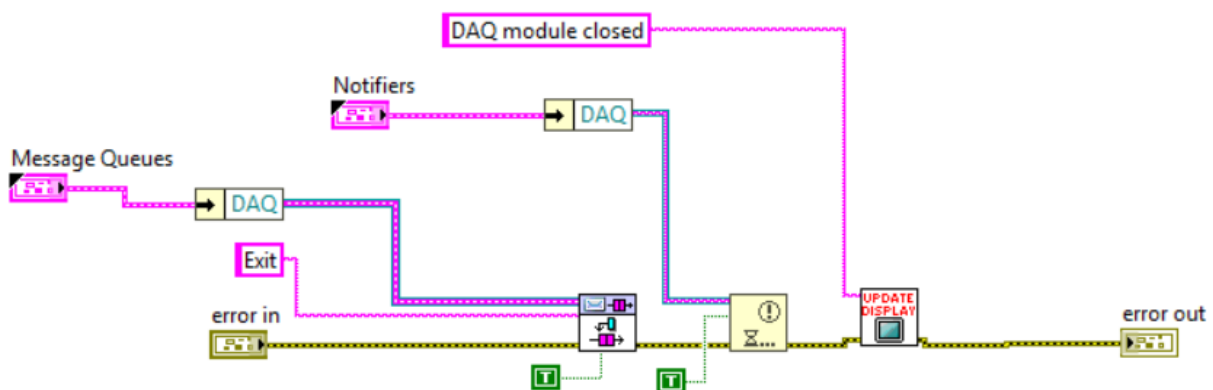 DAQ module closed
Notifiers
DAQ
Message Queues
DAQ
Exit
error in
UPDATE
DISPLAY
error out
T
T